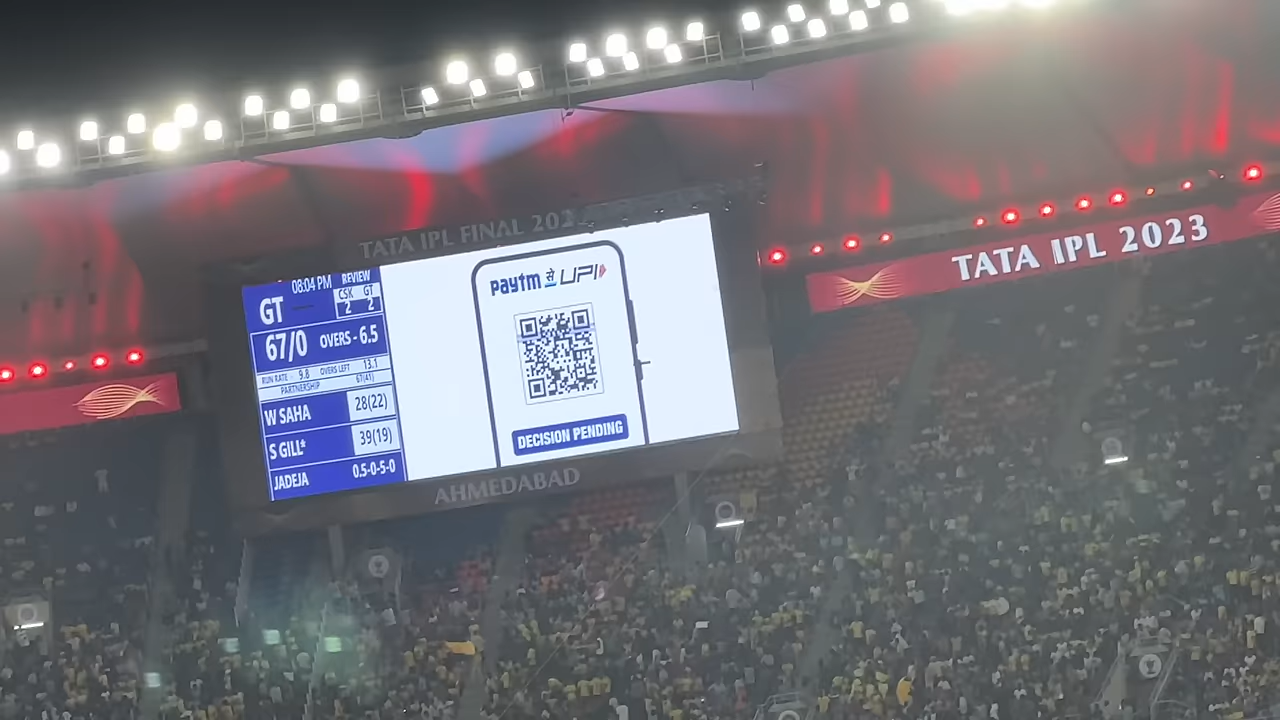 TATA IPL FINAL 202
08:04 PM REVIEW
GT
CSK GT
2 2
67/0 OVERS - 6.5
RUN RATE : 9.8 OVERS LEFT 13.1
PARTNERSHIP 67(41)
W SAHA 28(22)
S GILL* 39(19)
JADEJA 0.5-0-5-0
paytm से UPI
DECISION PENDING
AHMEDABAD
TATA IPL 2023